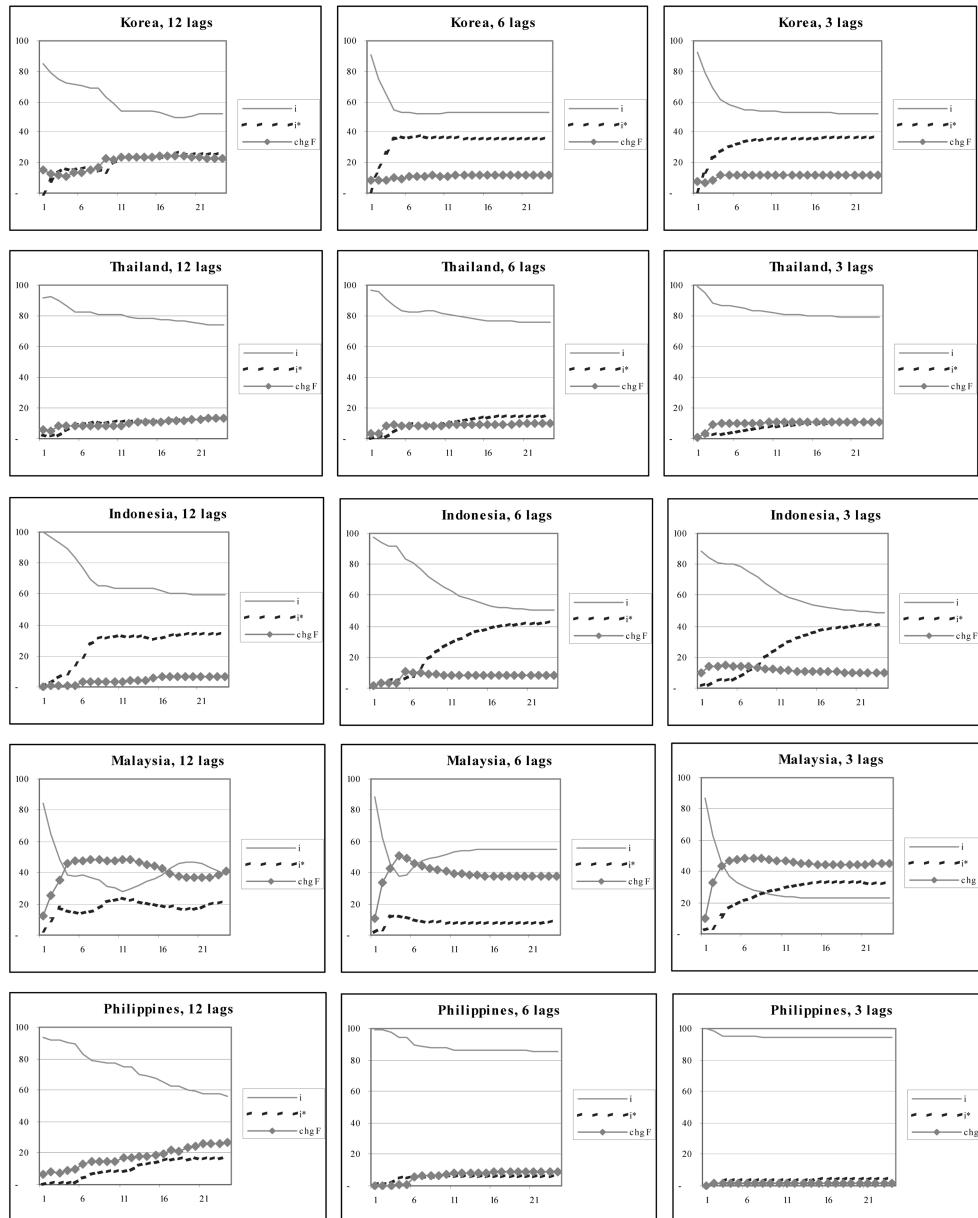 Korea, 12 lags
100
80
60
40
20
-
1 6 11 16 21
i
i*
chg F
Korea, 6 lags
100
80
60
40
20
-
1 6 11 16 21
i
i*
chg F
Korea, 3 lags
100
80
60
40
20
-
1 6 11 16 21
i
i*
chg F
Thailand, 12 lags
100
80
60
40
20
-
1 6 11 16 21
i
i*
chg F
Thailand, 6 lags
100
80
60
40
20
-
1 6 11 16 21
i
i*
chg F
Thailand, 3 lags
100
80
60
40
20
-
1 6 11 16 21
i
i*
chg F
Indonesia, 12 lags
100
80
60
40
20
-
1 6 11 16 21
i
i*
chg F
Indonesia, 6 lags
100
80
60
40
20
-
1 6 11 16 21
i
i*
chg F
Indonesia, 3 lags
100
80
60
40
20
-
1 6 11 16 21
i
i*
chg F
Malaysia, 12 lags
100
80
60
40
20
-
1 6 11 16 21
i
i*
chg F
Malaysia, 6 lags
100
80
60
40
20
-
1 6 11 16 21
i
i*
chg F
Malaysia, 3 lags
100
80
60
40
20
-
1 6 11 16 21
i
i*
chg
Philippines, 12 lags
100
80
60
40
20
-
1 6 11 16 21
i
i*
chg F
Philippines, 6 lags
100
80
60
40
20
-
1 6 11 16 21
i
i*
chg F
Philippines, 3 lags
100
80
60
40
20
-
1 6 11 16 21
i
i*
chg